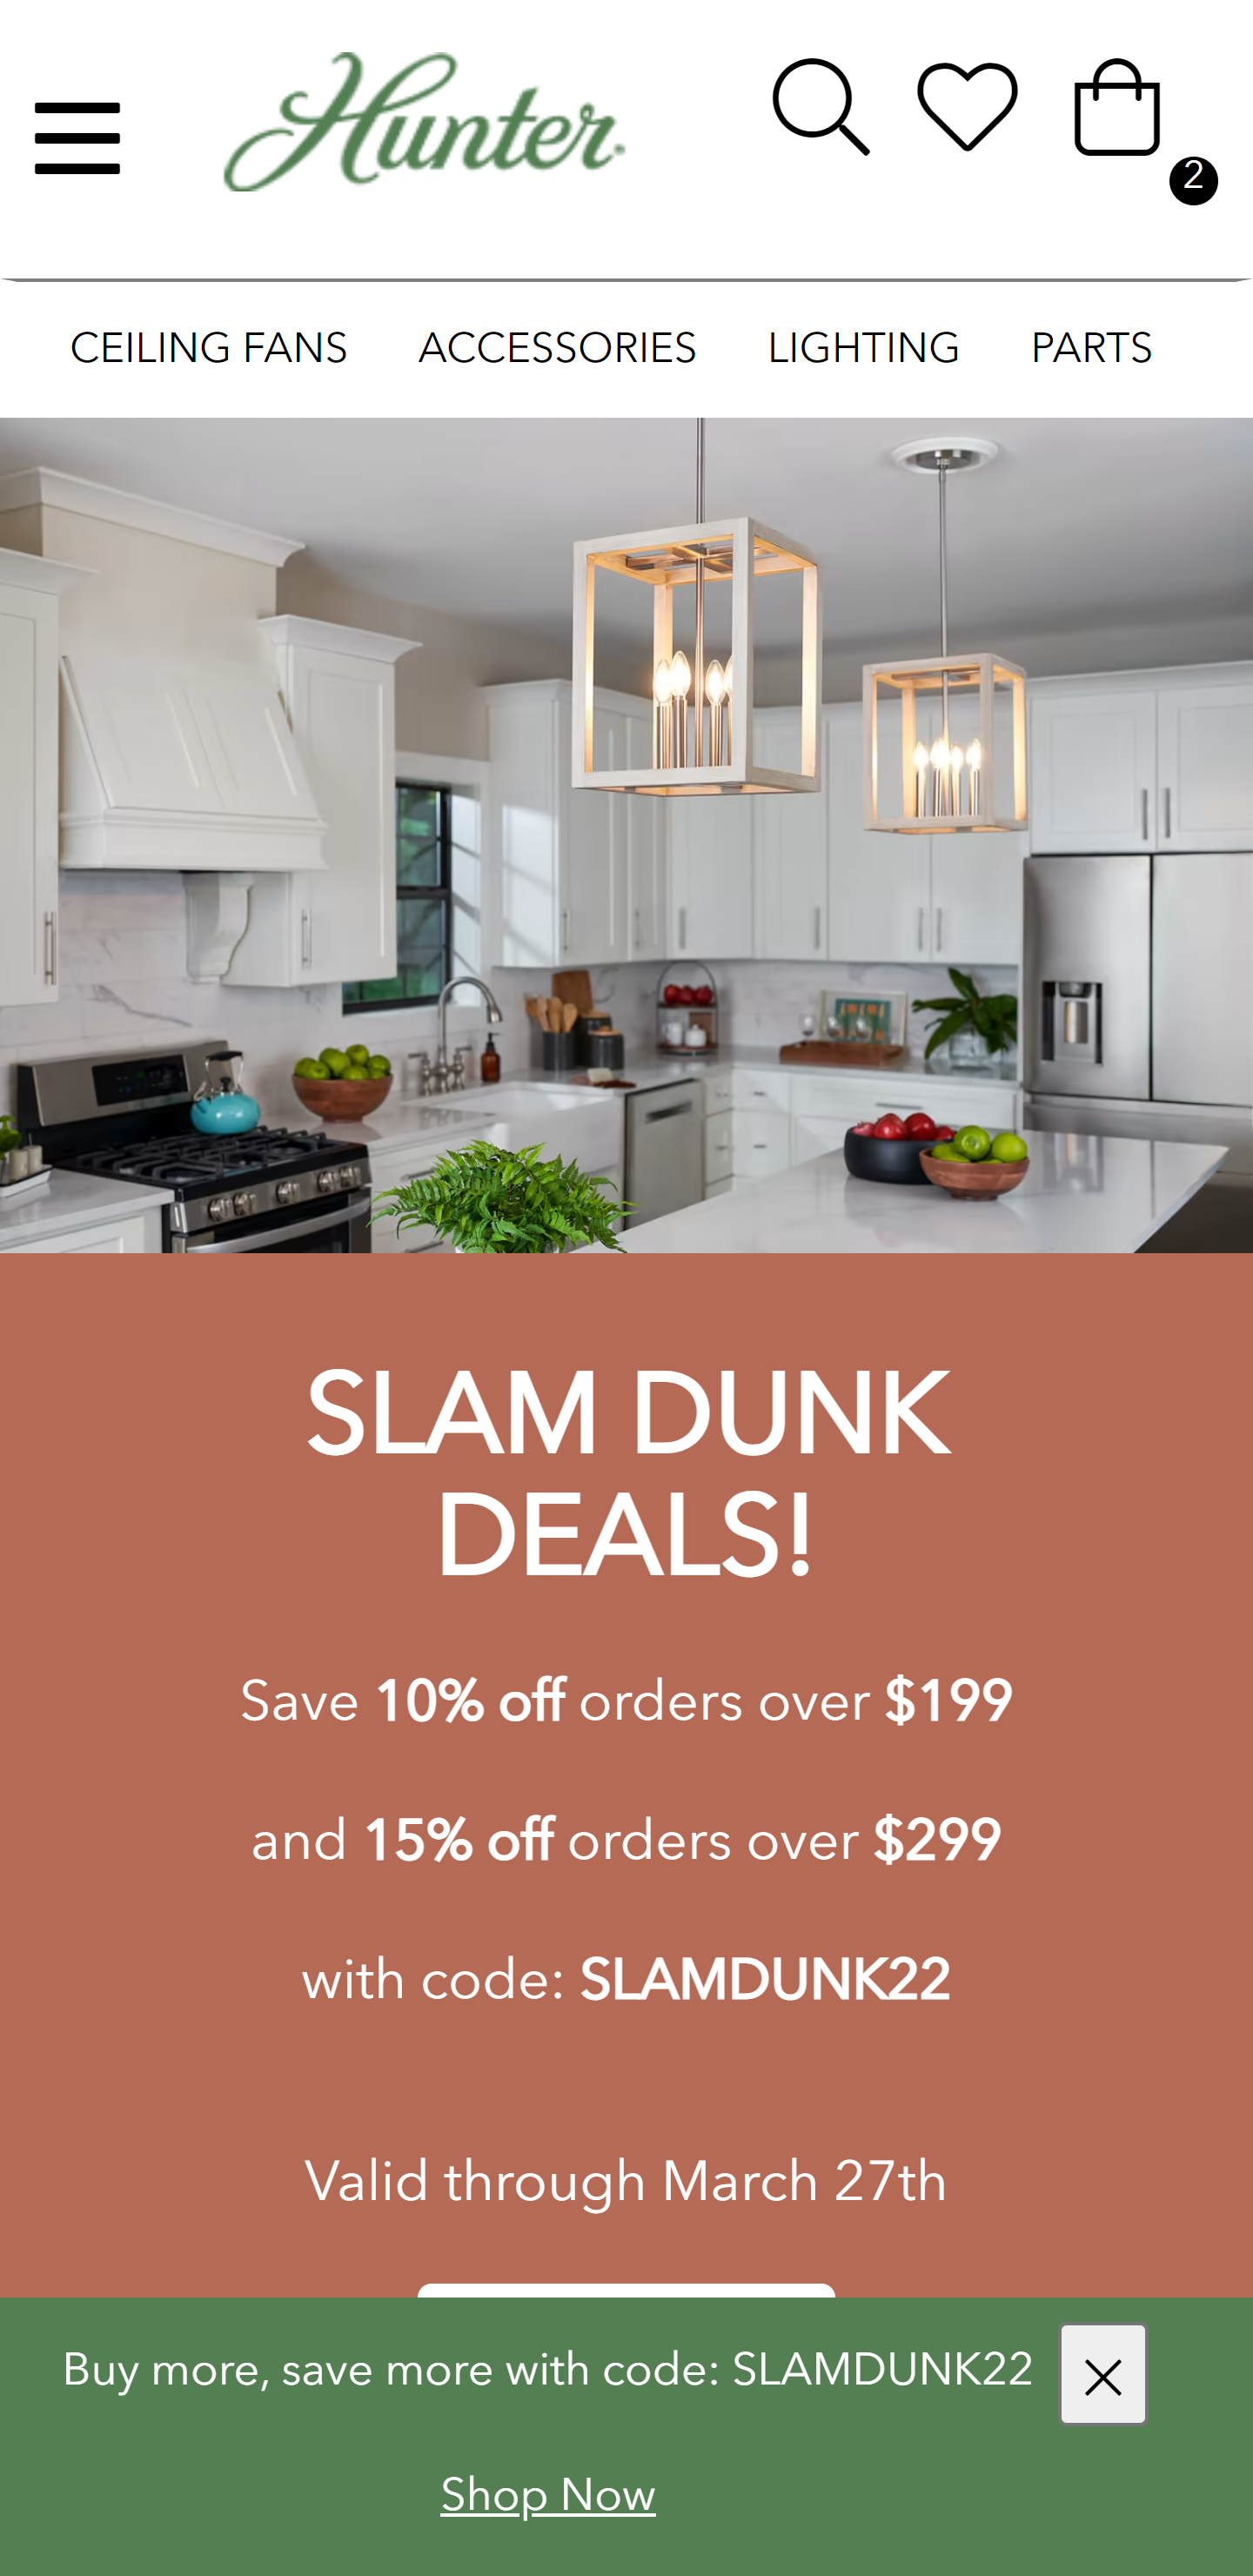 Hunter
2
CEILING FANS ACCESSORIES LIGHTING PARTS
SLAM DUNK
DEALS!
Save 10% off orders over $199
and 15% off orders over $299
with code: SLAMDUNK22
Valid through March 27th
Buy more, save more with code: SLAMDUNK22
Shop Now